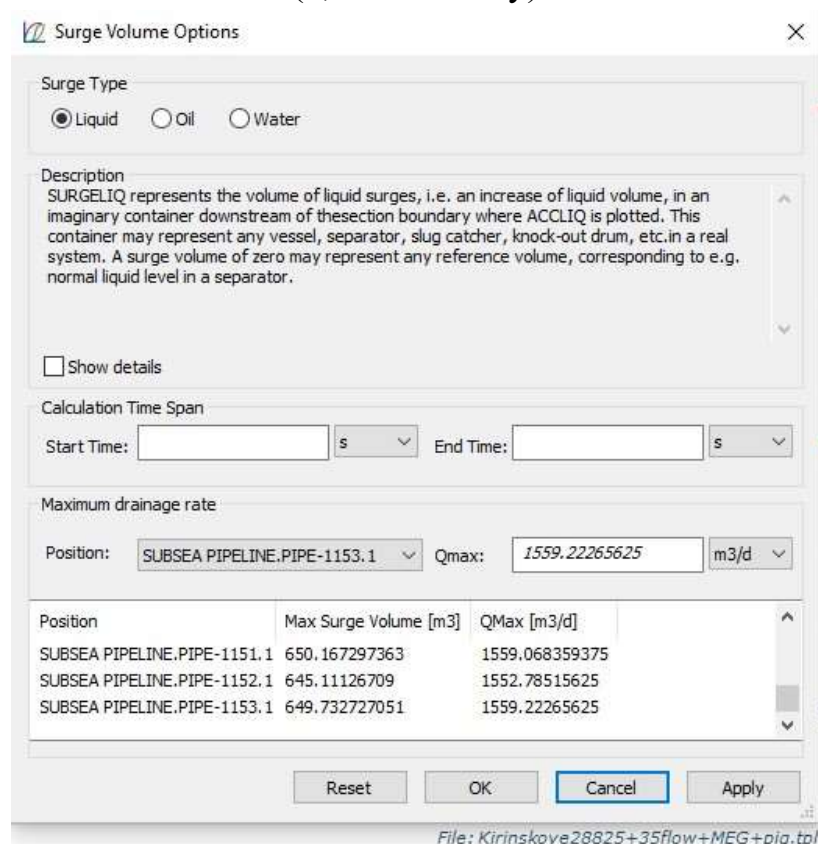 Surge Volume Options
Surge Type
Liquid Oil Water
Description
SURGELIQ represents the volume of liquid surges, i.e. an increase of liquid volume, in an
imaginary container downstream of thesection boundary where ACCLIQ is plotted. This
container may represent any vessel, separator, slug catcher, knock-out drum, etc.in a real
system. A surge volume of zero may represent any reference volume, corresponding to e.g.
normal liquid level in a separator.
Show details
Calculation Time Span
Start Time: s End Time: s
Maximum drainage rate
Position: SUBSEA PIPELINE.PIPE-1153.1 Qmax: 1559.22265625 m3/d
Position Max Surge Volume [m3] QMax [m3/d]
SUBSEA PIPELINE.PIPE-1151.1 650.167297363 1559.068359375
SUBSEA PIPELINE.PIPE-1152.1 645.11126709 1552.78515625
SUBSEA PIPELINE.PIPE-1153.1 649.732727051 1559.22265625
Reset OK Cancel Apply
File: Kirinskoye28825+35flow+MEG+pig.tpl